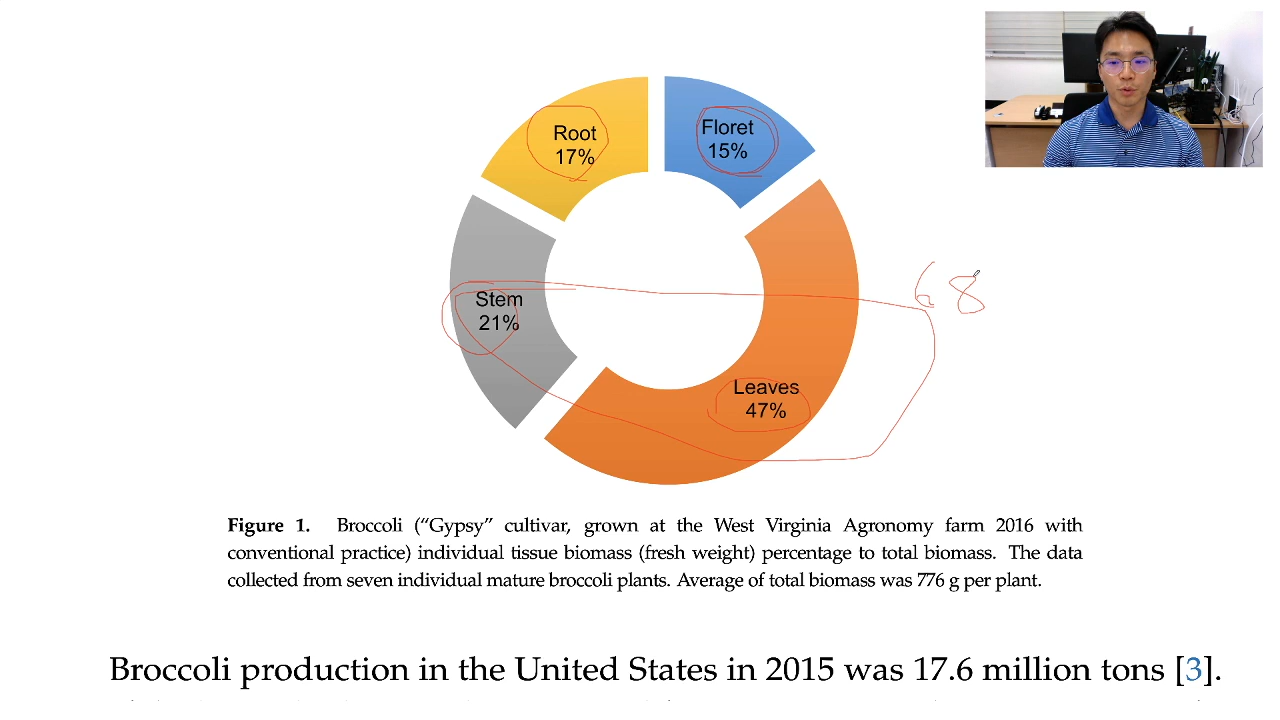 Root
17%
Floret
15%
Stem
21%
68
Leaves
47%
Figure 1. Broccoli (“Gypsy” cultivar, grown at the West Virginia Agronomy farm 2016 with
conventional practice) individual tissue biomass (fresh weight) percentage to total biomass. The data
collected from seven individual mature broccoli plants. Average of total biomass was 776 g per plant.
Broccoli production in the United States in 2015 was 17.6 million tons [3].